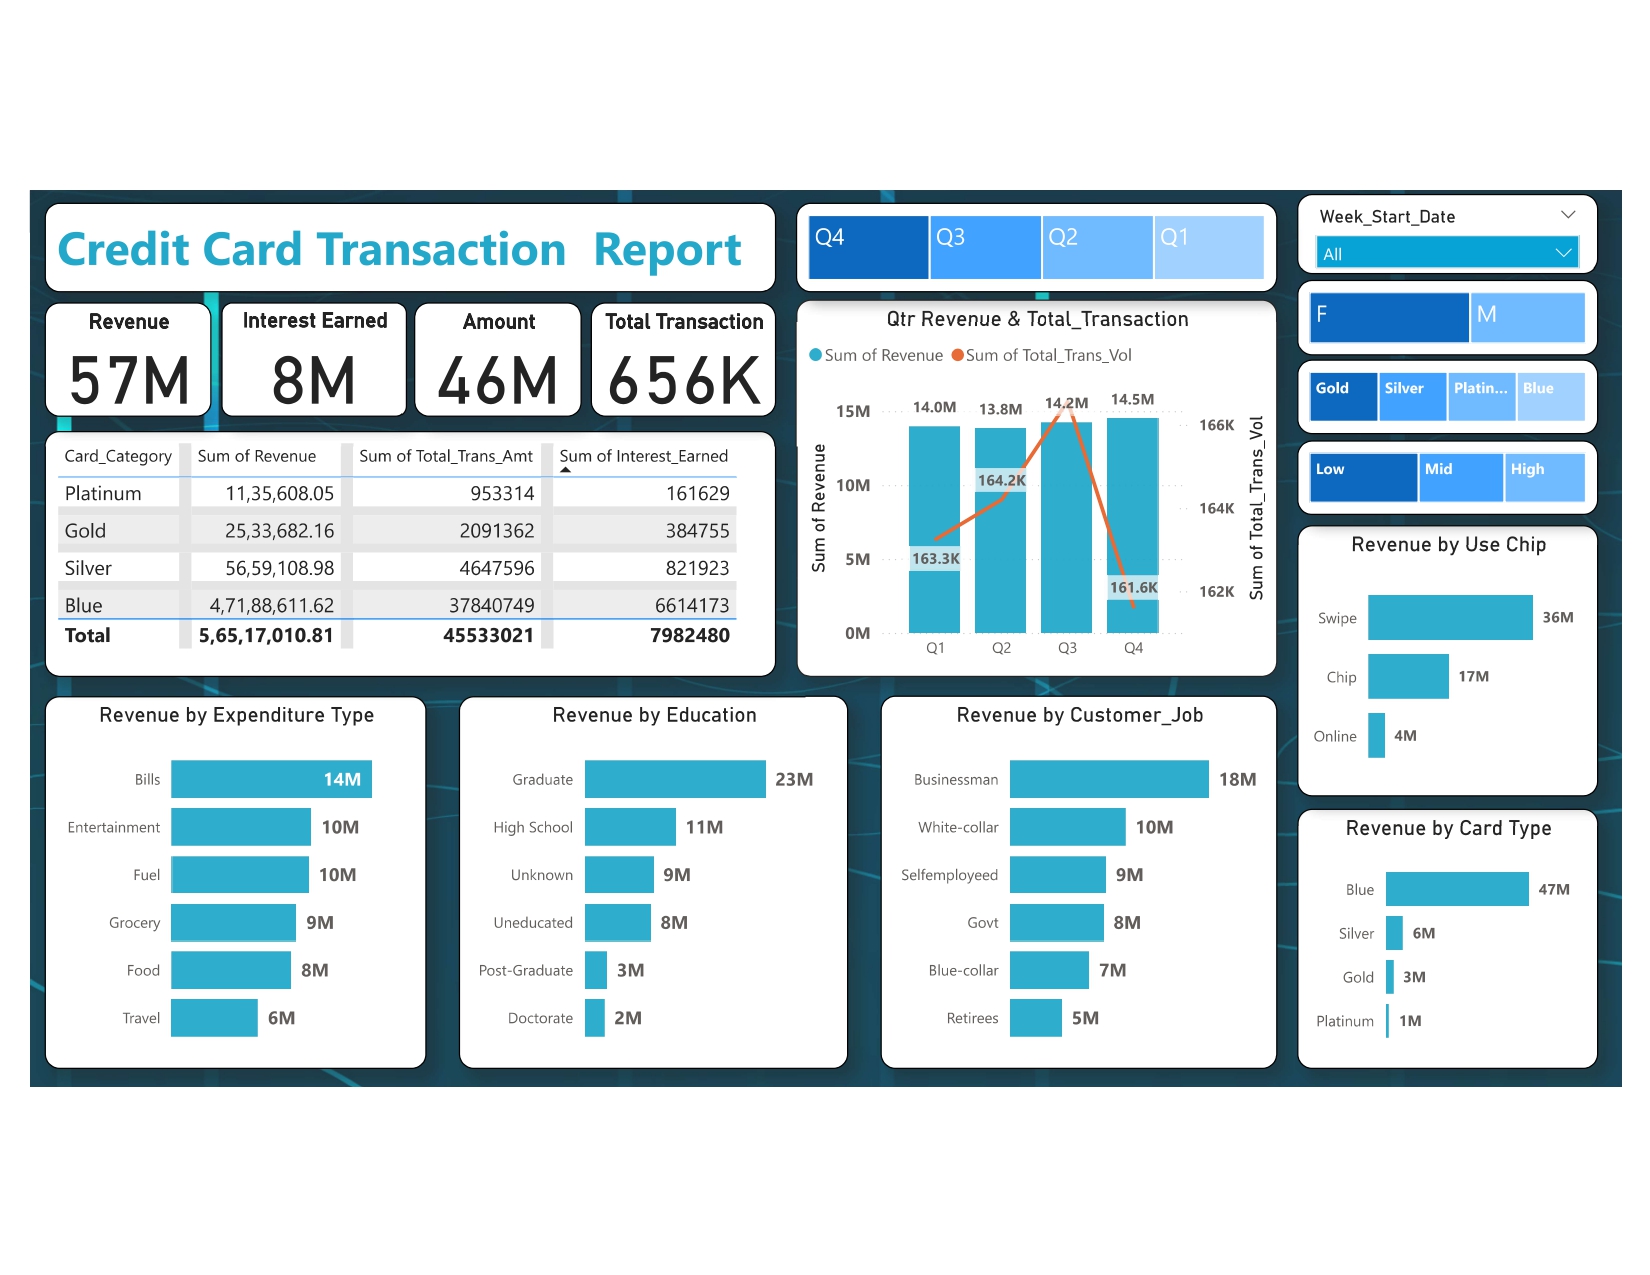 Credit Card Transaction  Report
Q4 Q3 Q2 Q1
Week_Start_Date
All
F M
Gold Silver Platin... Blue
Low Mid High
Revenue
57M
Interest Earned
8M
Amount
46M
Total Transaction
656K
Card_Category Sum of Revenue Sum of Total_Trans_Amt Sum of Interest_Earned
Platinum 11,35,608.05 953314 161629
Gold 25,33,682.16 2091362 384755
Silver 56,59,108.98 4647596 821923
Blue 4,71,88,611.62 37840749 6614173
Total 5,65,17,010.81 45533021 7982480
Qtr Revenue & Total_Transaction
Sum of Revenue Sum of Total_Trans_Vol
Sum of Revenue
15M
10M
5M
0M
14.0M 13.8M 14.2M 14.5M
163.3K 164.2K 161.6K
166K
164K
162K
Sum of Total_Trans_Vol
Q1 Q2 Q3 Q4
Revenue by Use Chip
Swipe 36M
Chip 17M
Online 4M
Revenue by Expenditure Type
Bills 14M
Entertainment 10M
Fuel 10M
Grocery 9M
Food 8M
Travel 6M
Revenue by Education
Graduate 23M
High School 11M
Unknown 9M
Uneducated 8M
Post-Graduate 3M
Doctorate 2M
Revenue by Customer_Job
Businessman 18M
White-collar 10M
Selfemployeed 9M
Govt 8M
Blue-collar 7M
Retirees 5M
Revenue by Card Type
Blue 47M
Silver 6M
Gold 3M
Platinum 1M